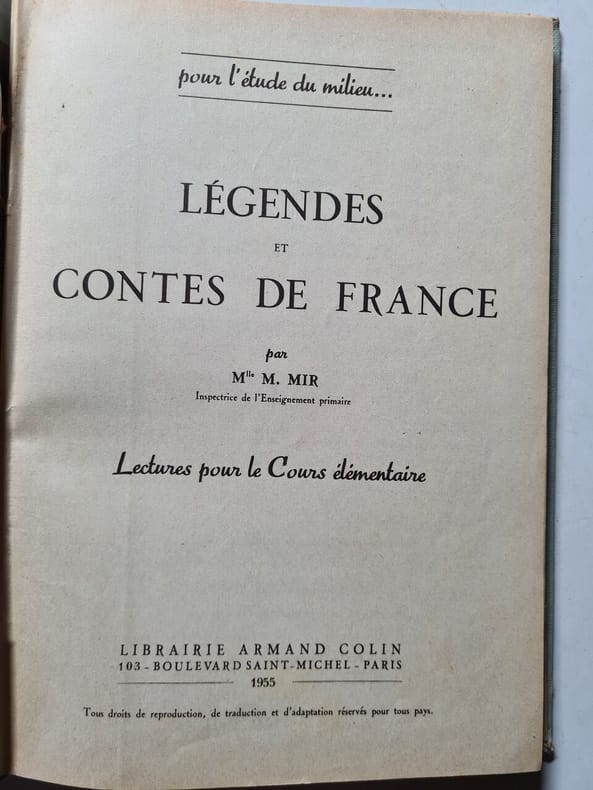 pour l'étude du milieu...
LÉGENDES
ET
CONTES DE FRANCE
par
Mlle M. MIR
Inspectrice de l'Enseignement primaire
Lectures pour le Cours élémentaire
LIBRAIRIE ARMAND COLIN
103 - BOULEVARD SAINT-MICHEL - PARIS
1955
Tous droits de reproduction, de traduction et d'adaptation réservés pour tous pays.